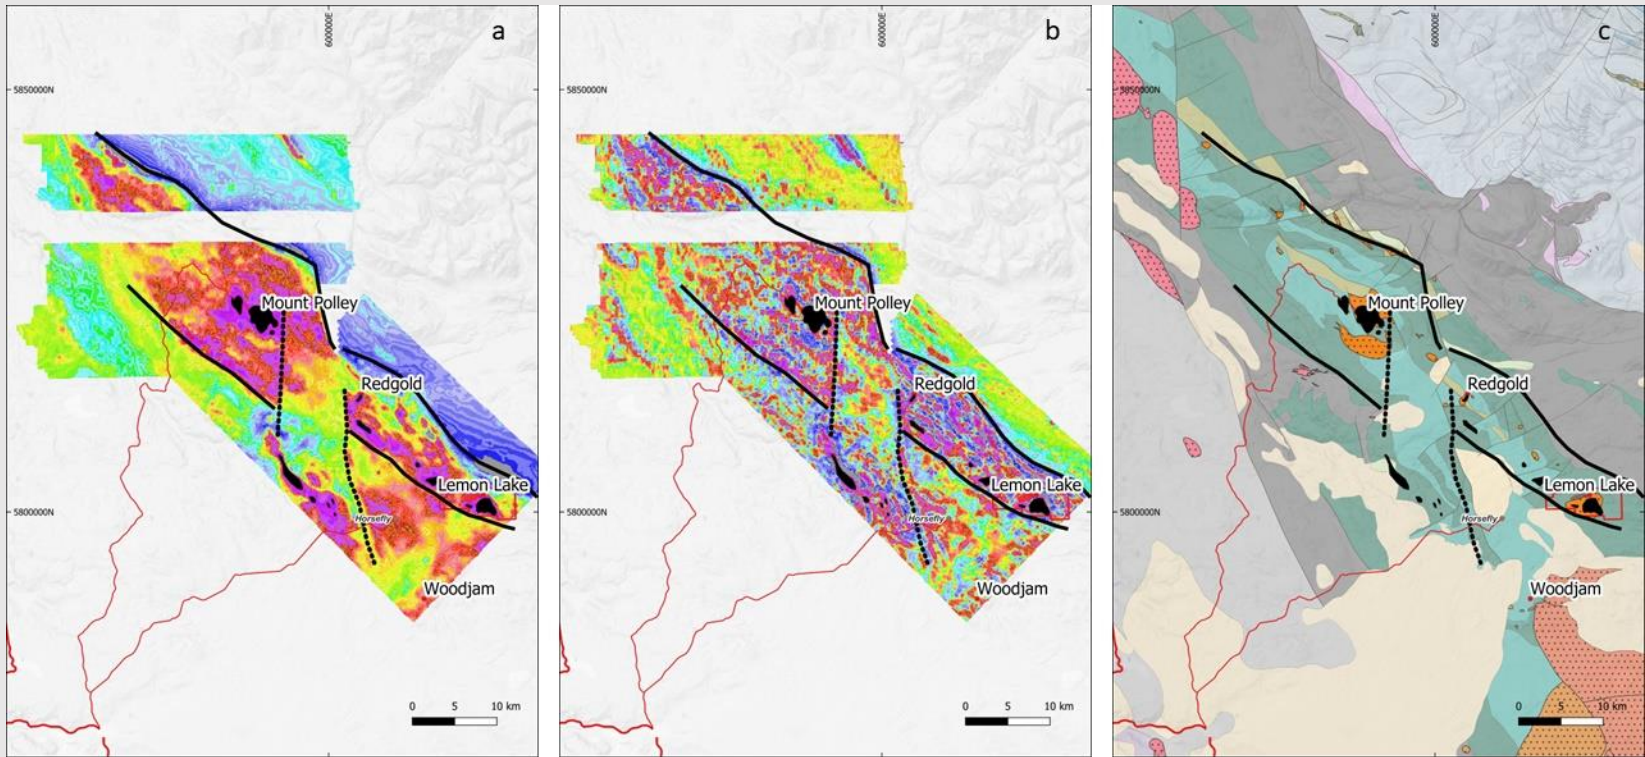 a
600000E
5850000N
Mount Polley
Redgold
Lemon Lake
5800000N
Horsefly
Woodjam
0 5 10 km
b
600000E
5850000N
Mount Polley
Redgold
Lemon Lake
5800000N
Horsefly
Woodjam
0 5 10 km
c
600000E
5850000N
Mount Polley
Redgold
Lemon Lake
5800000N
Horsefly
Woodjam
0 5 10 km